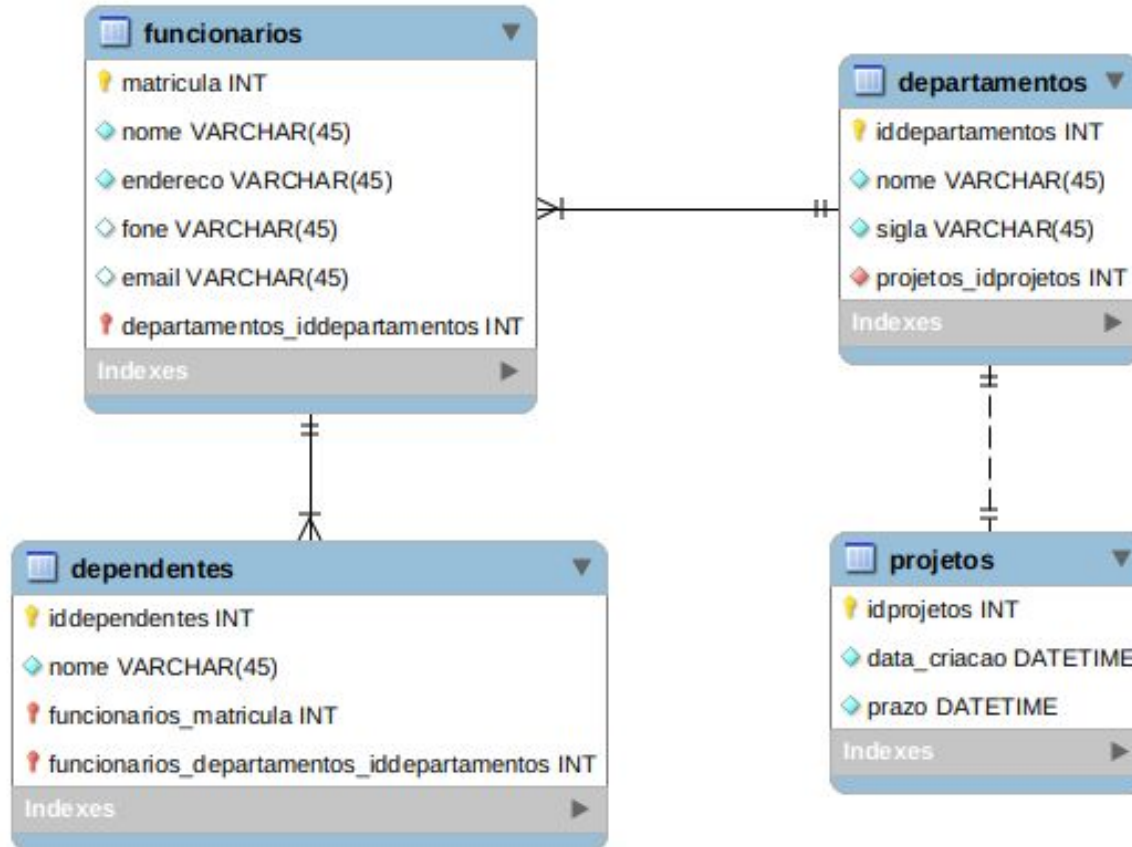 funcionarios
matricula INT
nome VARCHAR(45)
endereco VARCHAR(45)
fone VARCHAR(45)
email VARCHAR(45)
departamentos_iddepartamentos INT
Indexes
departamentos
iddepartamentos INT
nome VARCHAR(45)
sigla VARCHAR(45)
projetos_idprojetos INT
Indexes
dependentes
iddependentes INT
nome VARCHAR(45)
funcionarios_matricula INT
funcionarios_departamentos_iddepartamentos INT
Indexes
projetos
idprojetos INT
data_criacao DATETIME
prazo DATETIME
Indexes